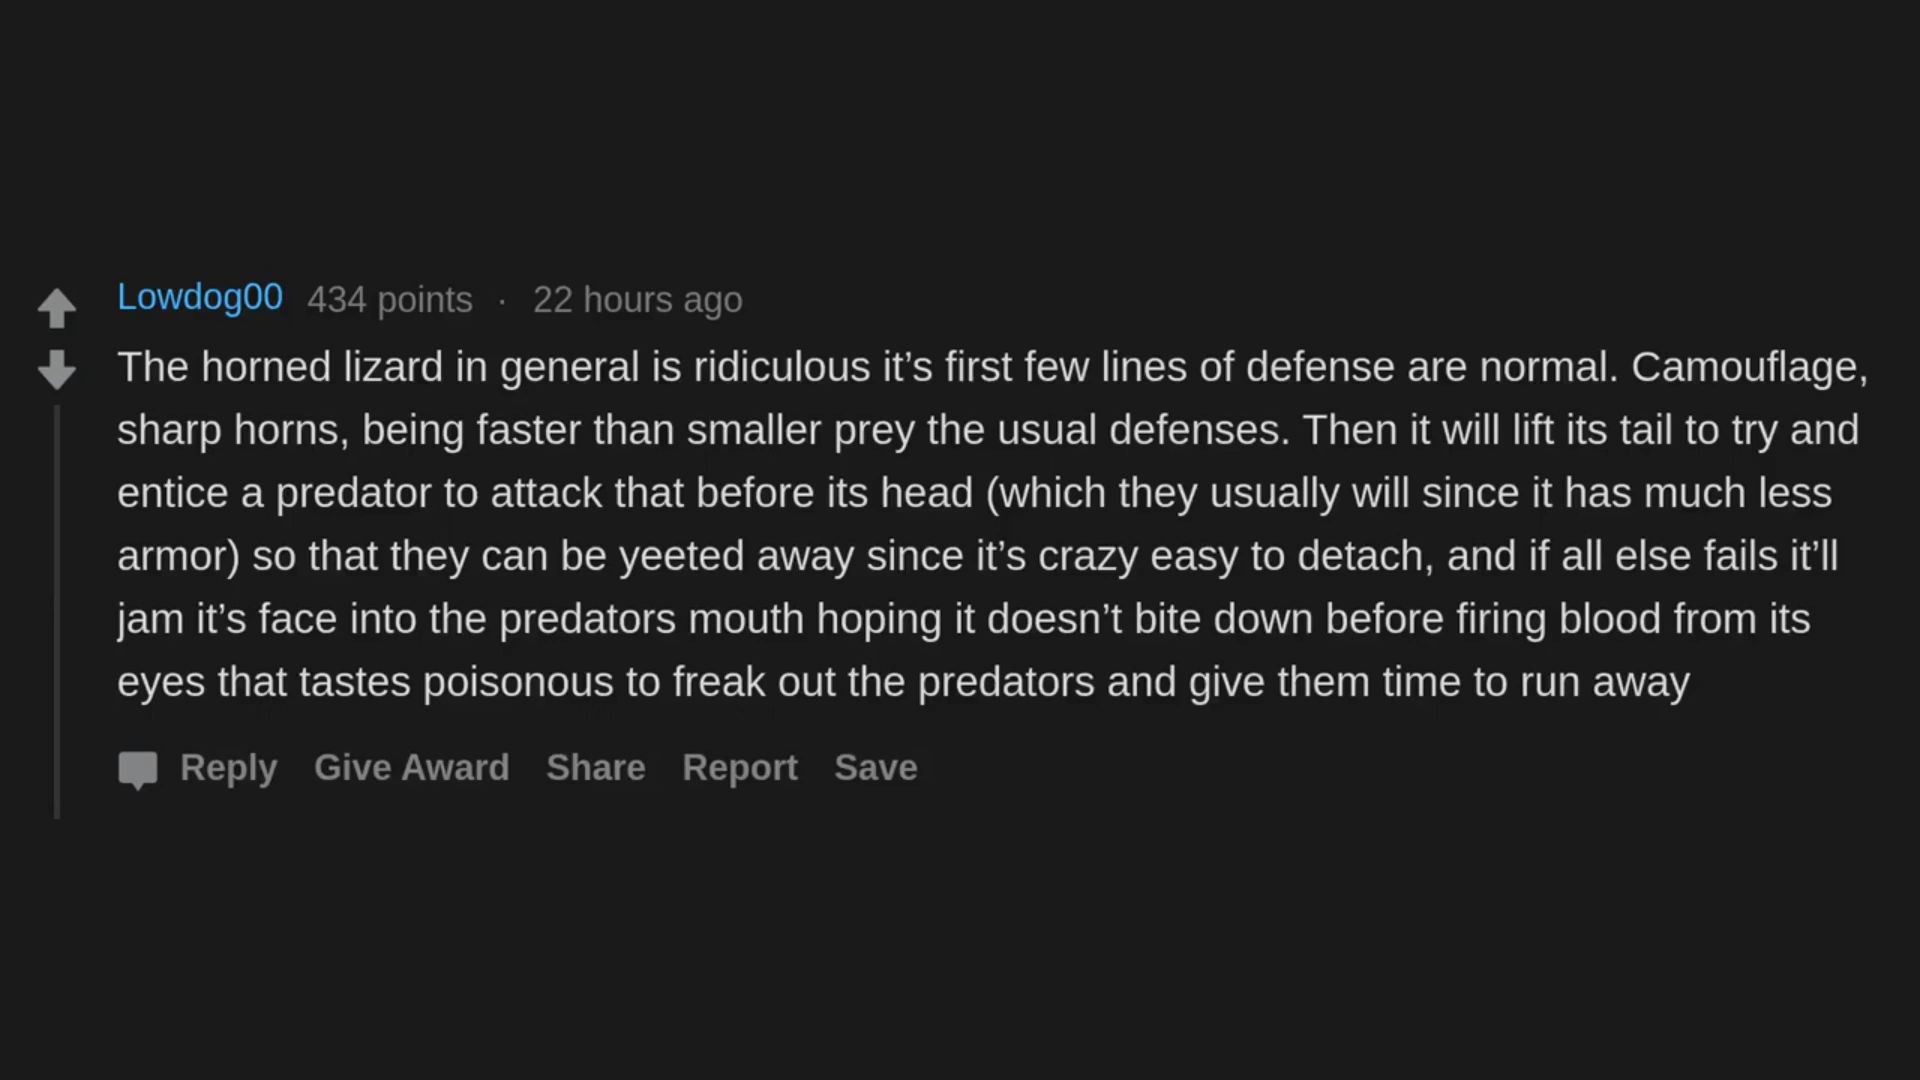 Lowdog00 434 points · 22 hours ago
The horned lizard in general is ridiculous it’s first few lines of defense are normal. Camouflage,
sharp horns, being faster than smaller prey the usual defenses. Then it will lift its tail to try and
entice a predator to attack that before its head (which they usually will since it has much less
armor) so that they can be yeeted away since it’s crazy easy to detach, and if all else fails it’ll
jam it’s face into the predators mouth hoping it doesn’t bite down before firing blood from its
eyes that tastes poisonous to freak out the predators and give them time to run away
Reply Give Award Share Report Save